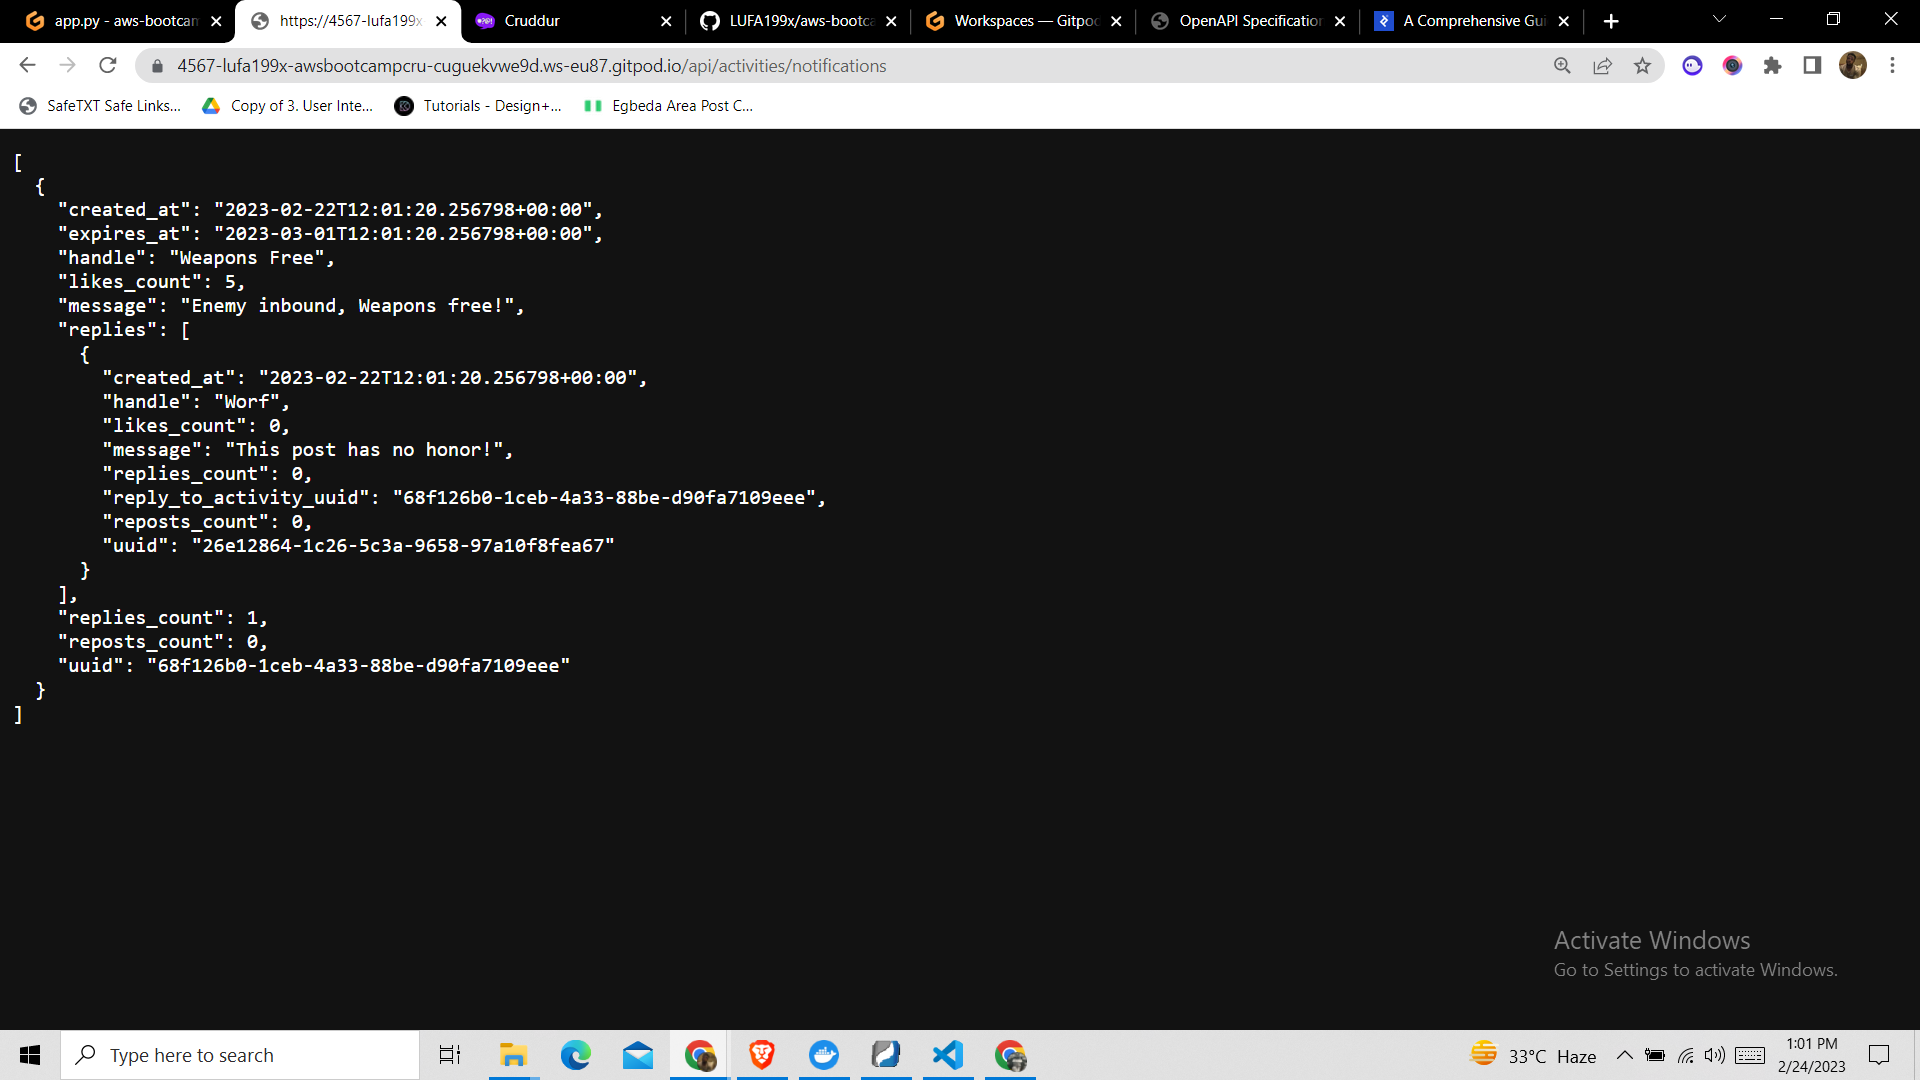 app.py - aws-bootcam
https://4567-lufa199x
Cruddur
LUFA199x/aws-bootca
Workspaces — Gitpod
OpenAPI Specification
A Comprehensive Gui
4567-lufa199x-awsbootcampcru-cuguekvwe9d.ws-eu87.gitpod.io/api/activities/notifications
SafeTXT Safe Links...
Copy of 3. User Inte...
Tutorials - Design+...
Egbeda Area Post C...
[
{
"created_at": "2023-02-22T12:01:20.256798+00:00",
"expires_at": "2023-03-01T12:01:20.256798+00:00",
"handle": "Weapons Free",
"likes_count": 5,
"message": "Enemy inbound, Weapons free!",
"replies": [
{
"created_at": "2023-02-22T12:01:20.256798+00:00",
"handle": "Worf",
"likes_count": 0,
"message": "This post has no honor!",
"replies_count": 0,
"reply_to_activity_uuid": "68f126b0-1ceb-4a33-88be-d90fa7109eee",
"reposts_count": 0,
"uuid": "26e12864-1c26-5c3a-9658-97a10f8fea67"
}
],
"replies_count": 1,
"reposts_count": 0,
"uuid": "68f126b0-1ceb-4a33-88be-d90fa7109eee"
}
]
Activate Windows
Go to Settings to activate Windows.
Type here to search
33°C Haze
1:01 PM
2/24/2023